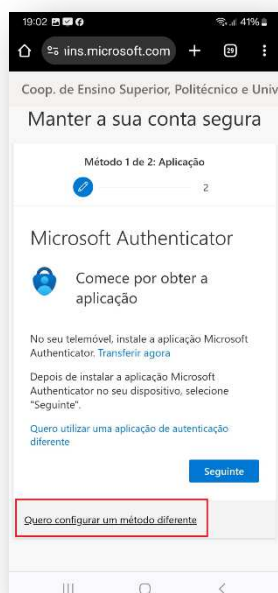 19:02
41%
ins.microsoft.com
29
Coop. de Ensino Superior, Politécnico e Univ
Manter a sua conta segura
Método 1 de 2: Aplicação
2
Microsoft Authenticator
Comece por obter a
aplicação
No seu telemóvel, instale a aplicação Microsoft
Authenticator. Transferir agora
Depois de instalar a aplicação Microsoft
Authenticator no seu dispositivo, selecione
"Seguinte".
Quero utilizar uma aplicação de autenticação
diferente
Seguinte
Quero configurar um método diferente